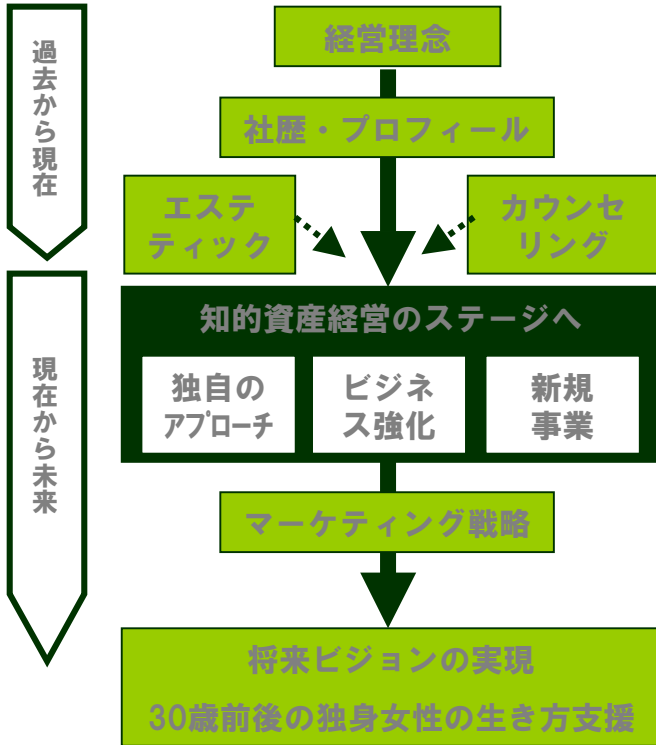 過去から現在
経営理念
社歴・プロフィール
エステ
ティック
カウンセ
リング
現在から未来
知的資産経営のステージへ
独自の
アプローチ
ビジネ
ス強化
新規
事業
マーケティング戦略
将来ビジョンの実現
30歳前後の独身女性の生き方支援